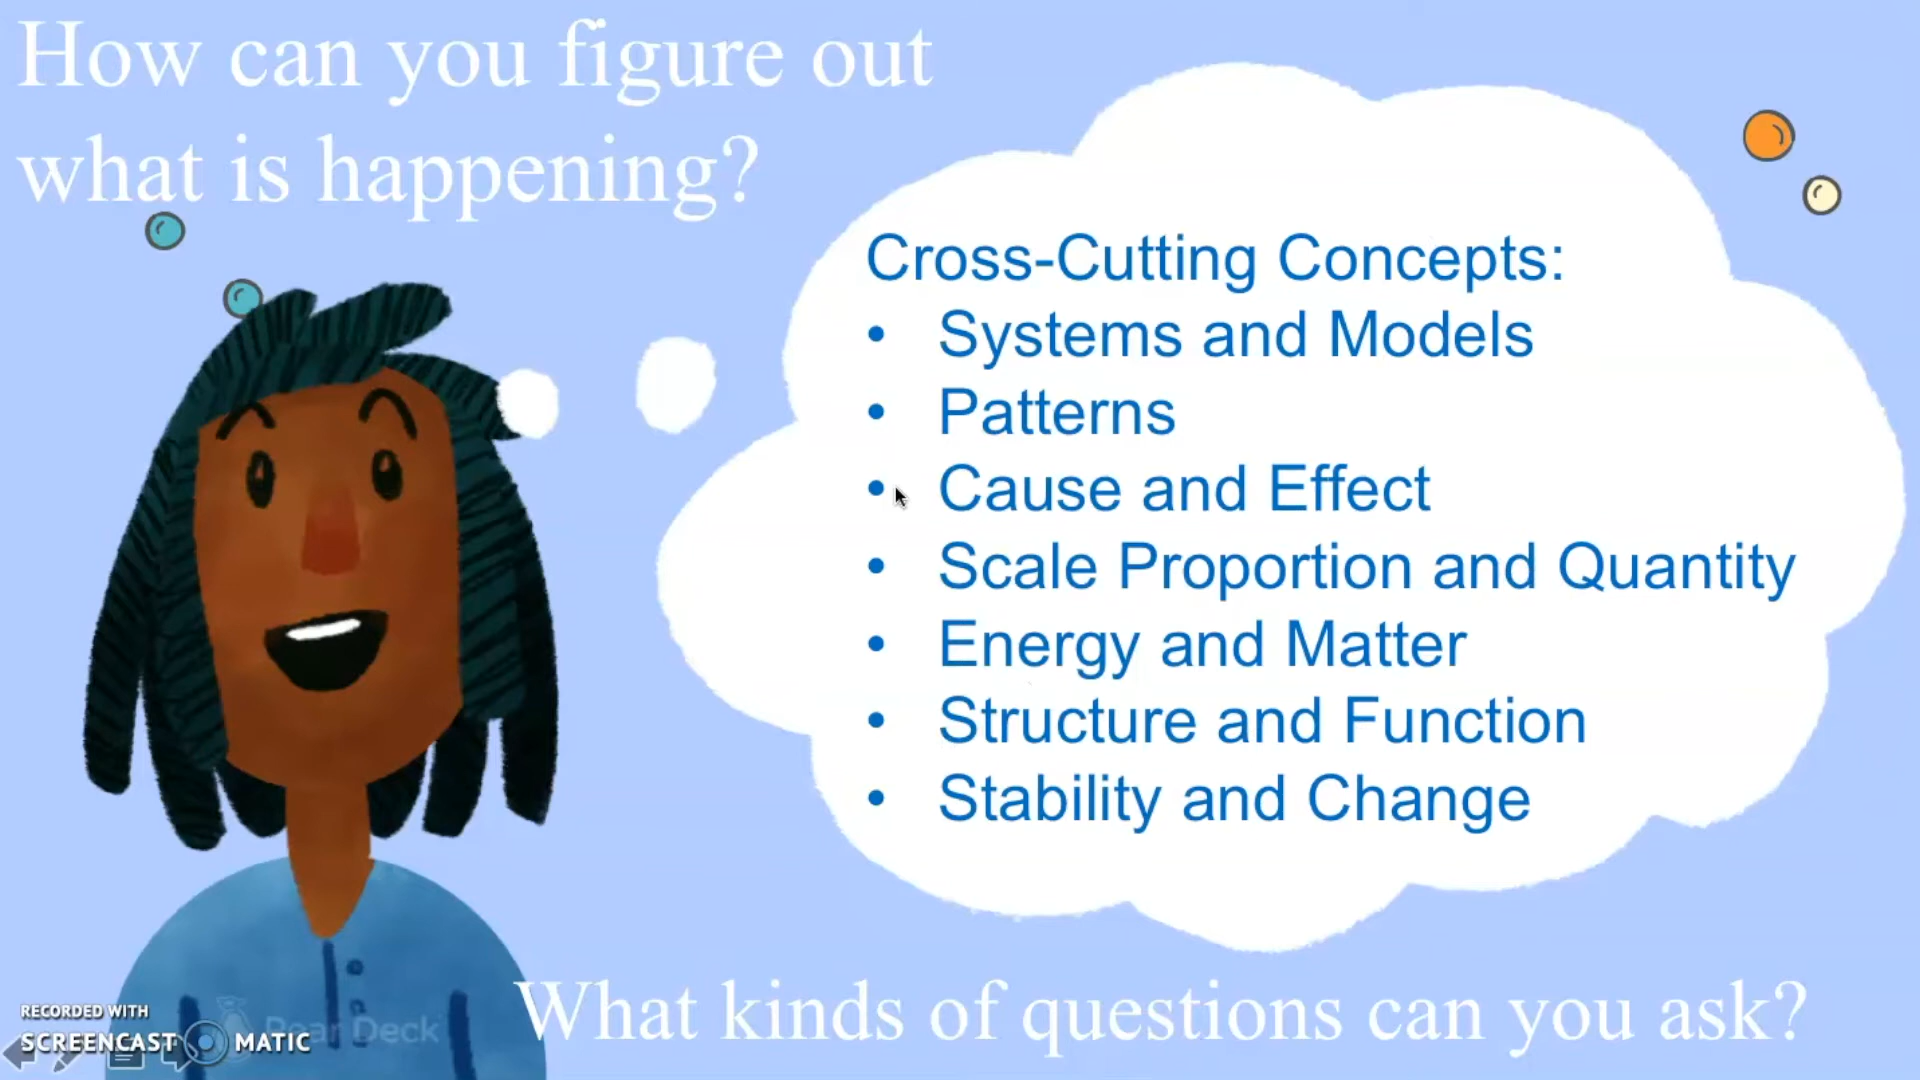 How can you figure out
what is happening?
Cross-Cutting Concepts:
• Systems and Models
• Patterns
• Cause and Effect
• Scale Proportion and Quantity
• Energy and Matter
• Structure and Function
• Stability and Change
What kinds of questions can you ask?
RECORDED WITH
SCREENCAST MATIC
Pear Deck